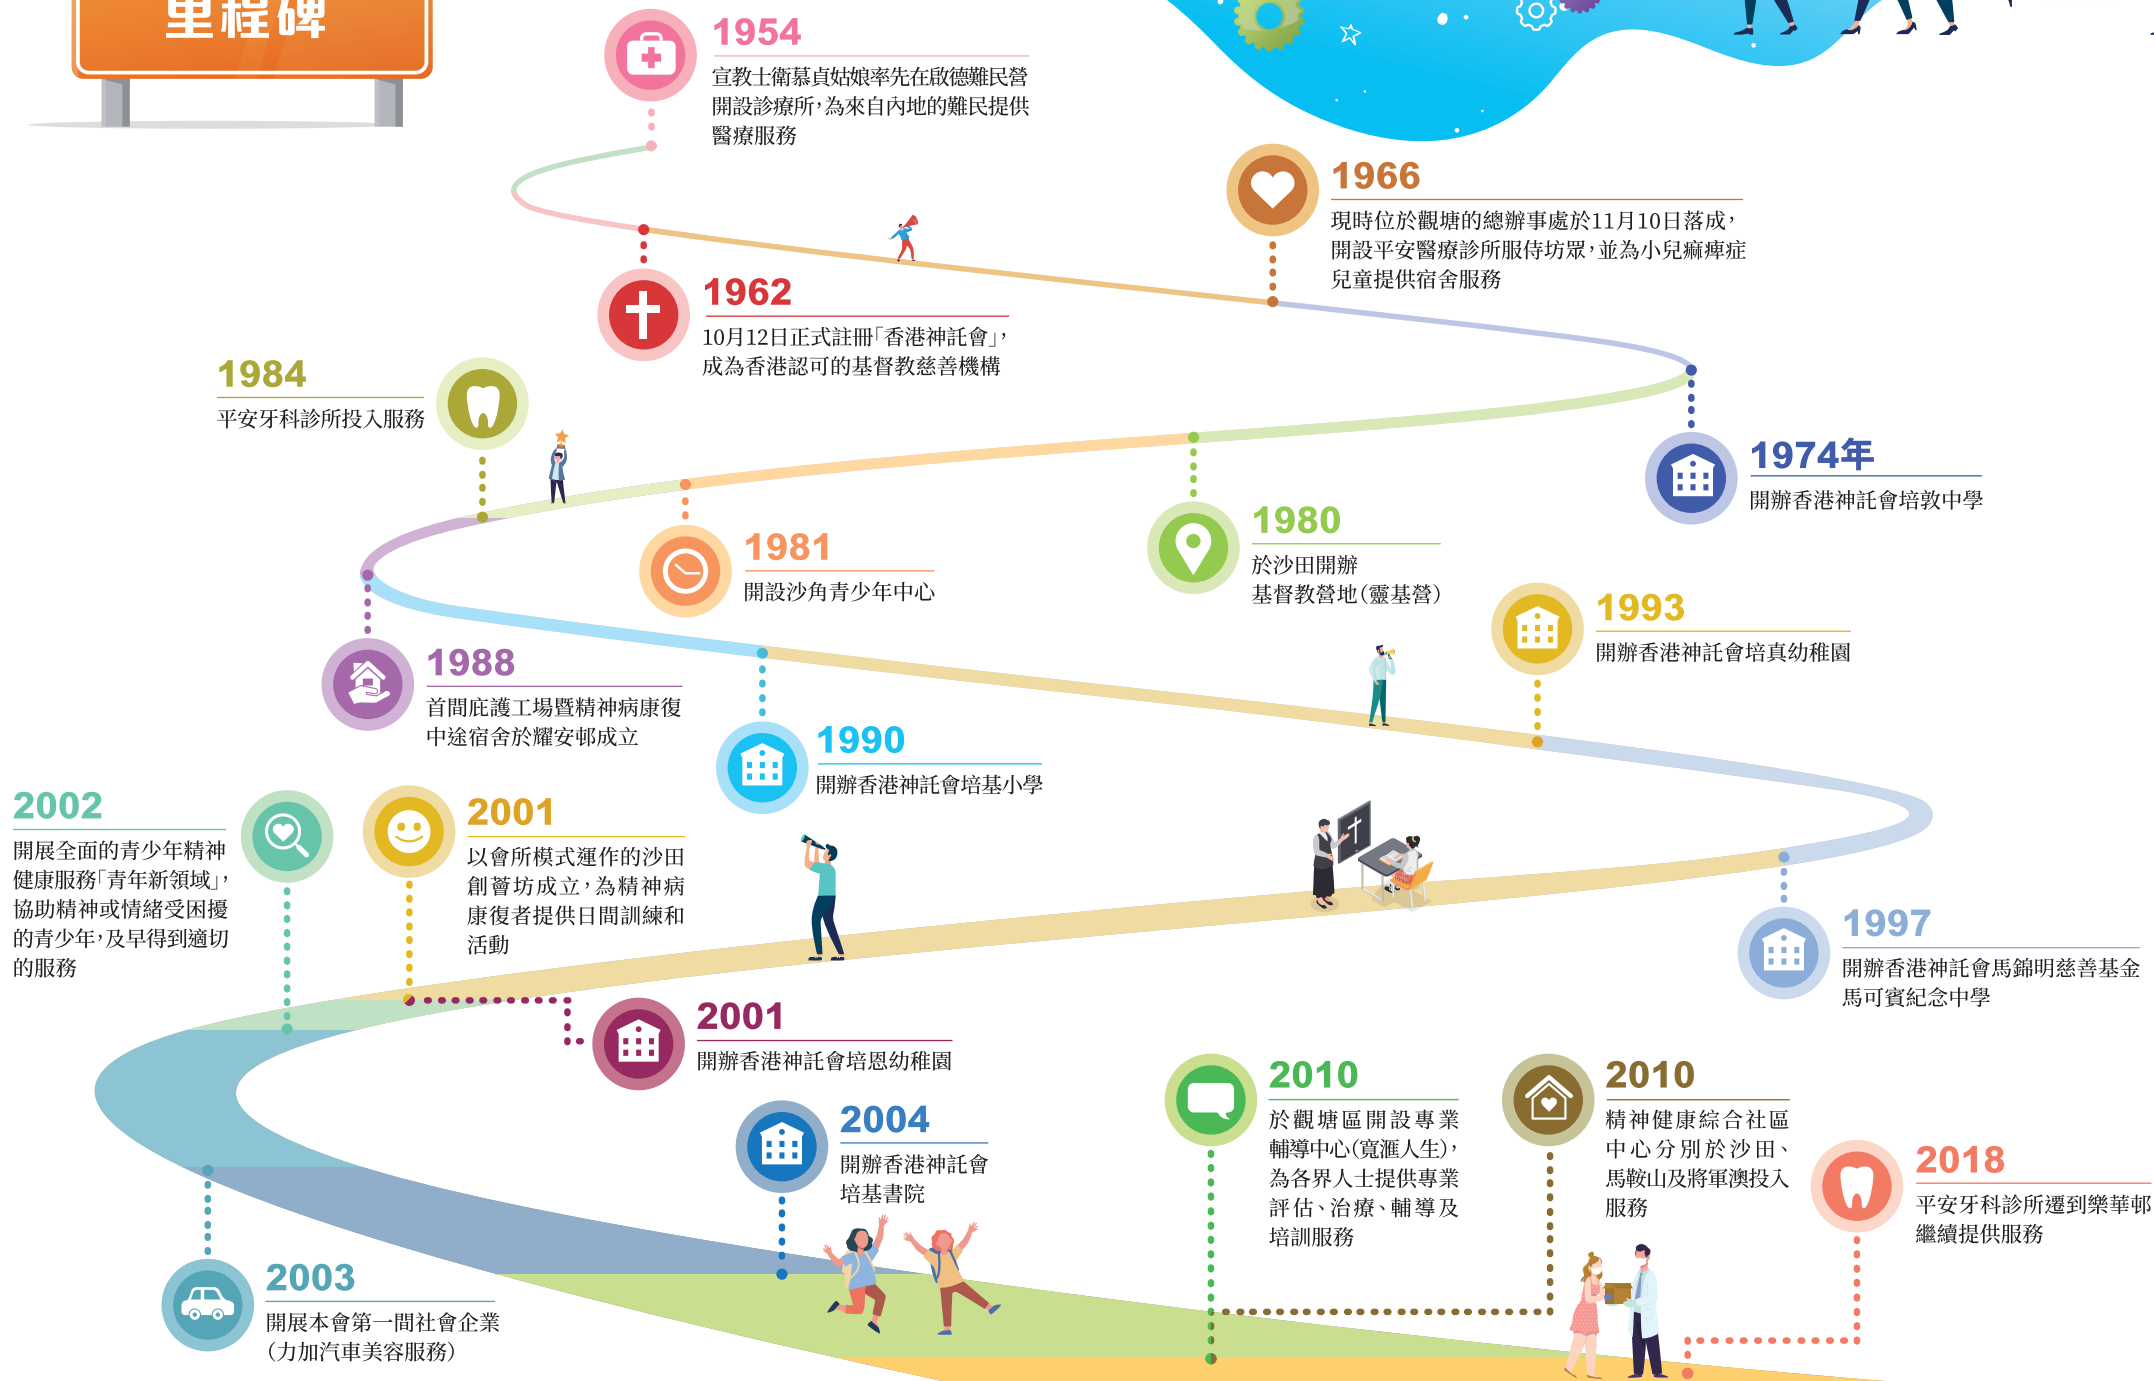 里程碑
1954
宣教士衛慕貞姑娘率先在啟德難民營
開設診療所，為來自內地的難民提供
醫療服務
1962
10月12日正式註冊「香港神託會」，
成為香港認可的基督教慈善機構
1966
現時位於觀塘的總辦事處於11月10日落成，
開設平安醫療診所服侍坊眾，並為小兒痲痺症
兒童提供宿舍服務
1974年
開辦香港神託會培敦中學
1980
於沙田開辦
基督教營地（靈基營）
1981
開設沙角青少年中心
1984
平安牙科診所投入服務
1988
首間庇護工場暨精神病康復
中途宿舍於耀安邨成立
1990
開辦香港神託會培基小學
1993
開辦香港神託會培真幼稚園
1997
開辦香港神託會馬錦明慈善基金
馬可賓紀念中學
2001
以會所模式運作的沙田
創薈坊成立，為精神病
康復者提供日間訓練和
活動
2001
開辦香港神託會培恩幼稚園
2002
開展全面的青少年精神
健康服務「青年新領域」，
協助精神或情緒受困擾
的青少年，及早得到適切
的服務
2003
開展本會第一間社會企業
（力加汽車美容服務）
2004
開辦香港神託會
培基書院
2010
於觀塘區開設專業
輔導中心（寬滙人生），
為各界人士提供專業
評估、治療、輔導及
培訓服務
2010
精神健康綜合社區
中心分別於沙田、
馬鞍山及將軍澳投入
服務
2018
平安牙科診所遷到樂華邨
繼續提供服務